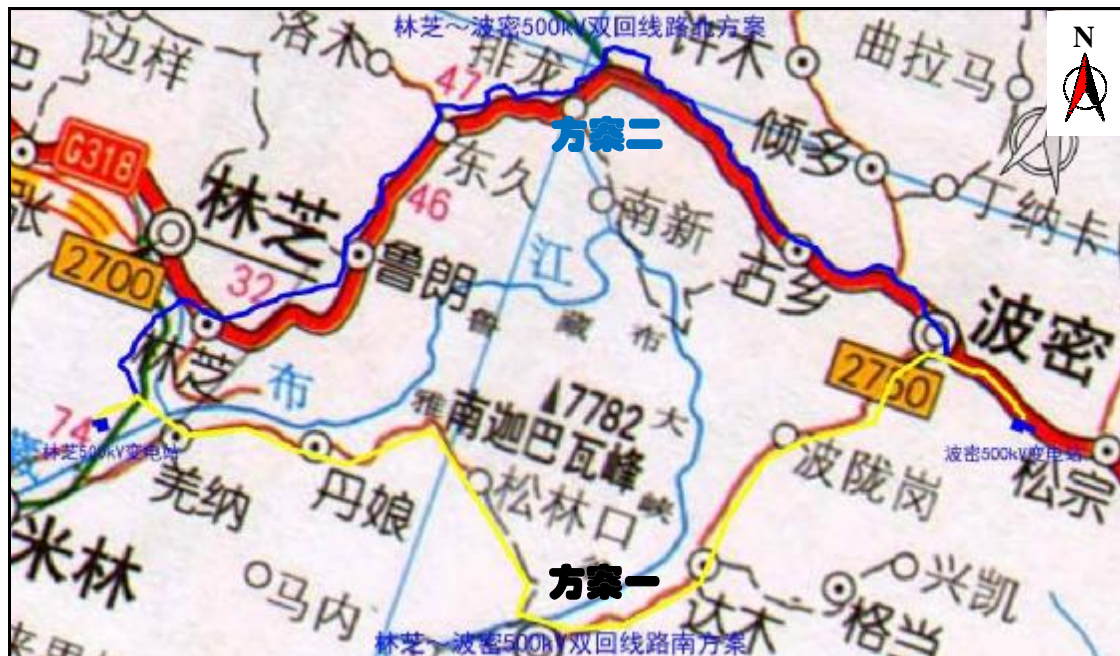 林芝～波密500kV双回线路北方案
N
洛木
边样
排龙
许木
曲拉马
47
巴
G318
方案二
倾多
东久
林芝
46
南新
丁纳卡
张
2700
32
鲁朗
江
古乡
波密
鲁
藏
布
林芝
布
2750
74
雅
南迦巴瓦峰
7782
大
林芝500kV变电站
波密500kV变电站
羌纳
丹娘
松林口
峡
波陇岗
松宗
米林
马内
方案一
达木
格当
兴凯
林芝～波密500kV双回线路南方案